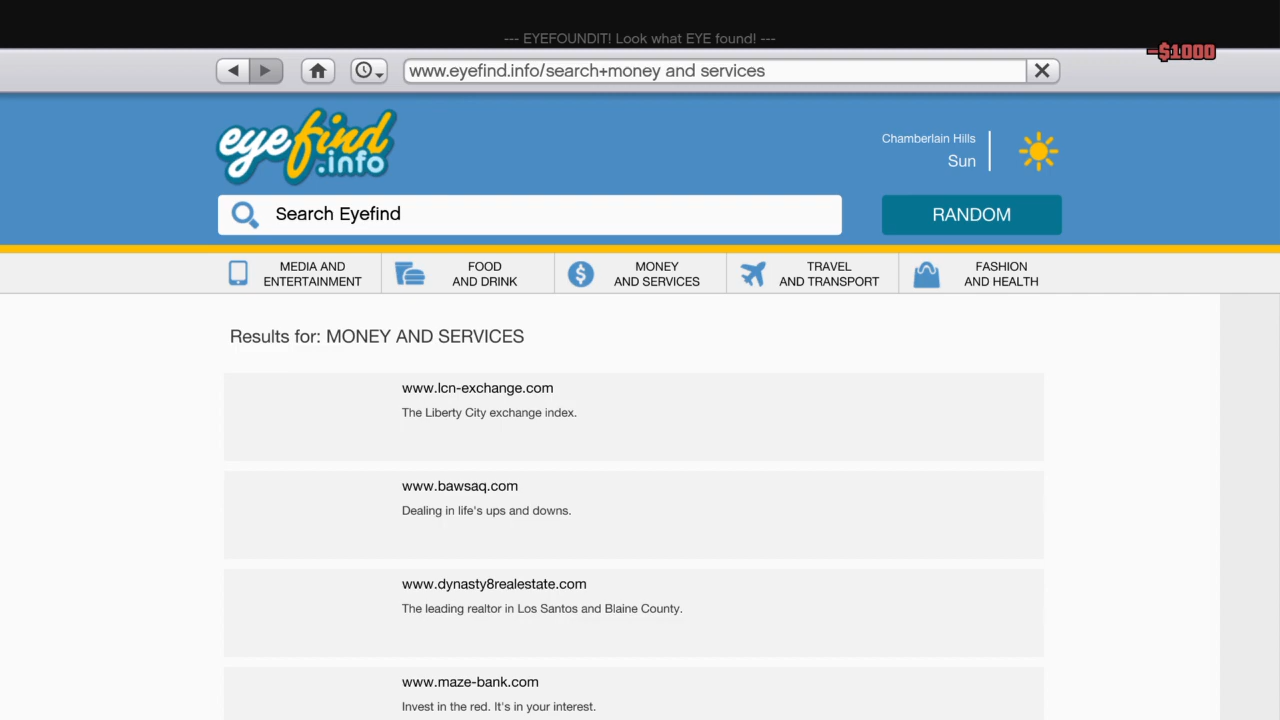 --- EYEFOUNDIT! Look what EYE found! ---
-$1000
www.eyefind.info/search+money and services
eyefind
.info
Chamberlain Hills
Sun
Search Eyefind
RANDOM
MEDIA AND
ENTERTAINMENT
FOOD
AND DRINK
MONEY
AND SERVICES
TRAVEL
AND TRANSPORT
FASHION
AND HEALTH
Results for: MONEY AND SERVICES
www.lcn-exchange.com
The Liberty City exchange index.
www.bawsaq.com
Dealing in life's ups and downs.
www.dynasty8realestate.com
The leading realtor in Los Santos and Blaine County.
www.maze-bank.com
Invest in the red. It's in your interest.